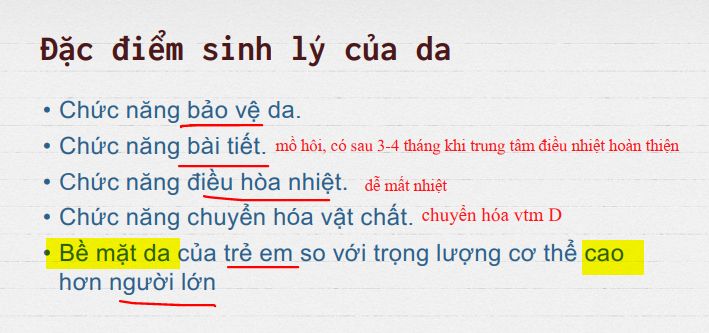 Đặc điểm sinh lý của da
• Chức năng bảo vệ da.
• Chức năng bài tiết. mồ hôi, có sau 3-4 tháng khi trung tâm điều nhiệt hoàn thiện
• Chức năng điều hòa nhiệt. dễ mất nhiệt
• Chức năng chuyển hóa vật chất. chuyển hóa vtm D
• Bề mặt da của trẻ em so với trọng lượng cơ thể cao
hơn người lớn